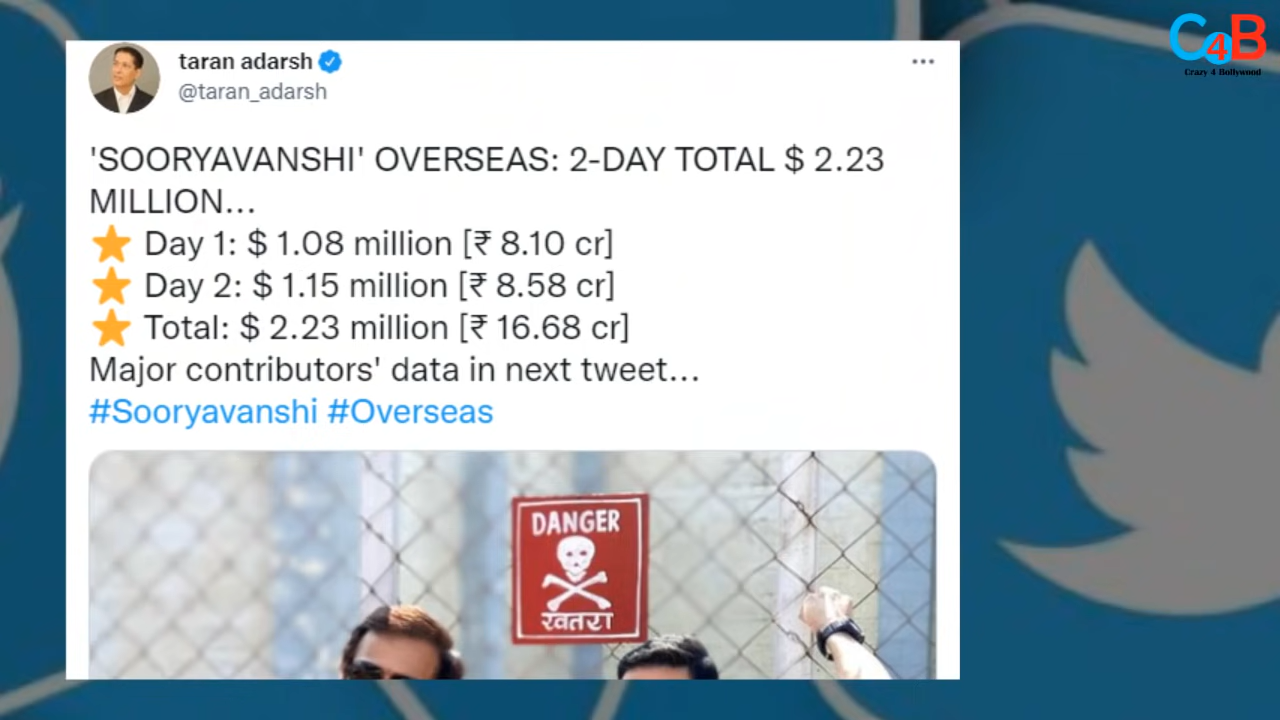 C4B
Crazy 4 Bollywood
taran adarsh
@taran_adarsh
'SOORYAVANSHI' OVERSEAS: 2-DAY TOTAL $ 2.23
MILLION...
⭐ Day 1: $ 1.08 million [₹ 8.10 cr]
⭐ Day 2: $ 1.15 million [₹ 8.58 cr]
⭐ Total: $ 2.23 million [₹ 16.68 cr]
Major contributors' data in next tweet...
#Sooryavanshi #Overseas
DANGER
खतरा